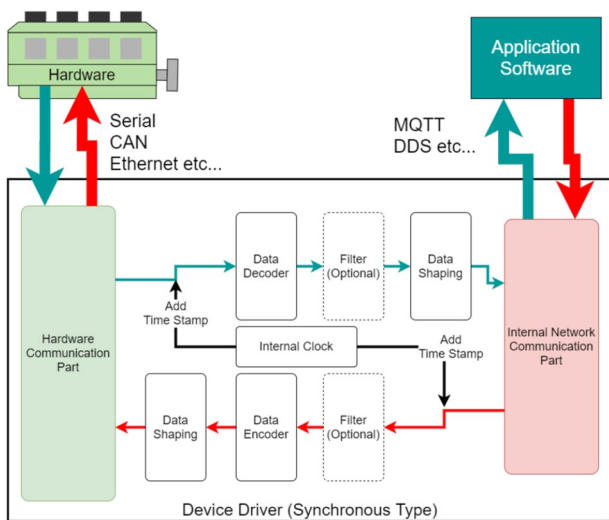 Hardware
Application
Software
Serial
CAN
Ethernet etc...
MQTT
DDS etc...
Data
Decoder
Filter
(Optional)
Data
Shaping
Add
Time Stamp
Internal Clock
Add
Time Stamp
Hardware
Communication
Part
Internal Network
Communication
Part
Data
Shaping
Data
Encoder
Filter
(Optional)
Device Driver (Synchronous Type)